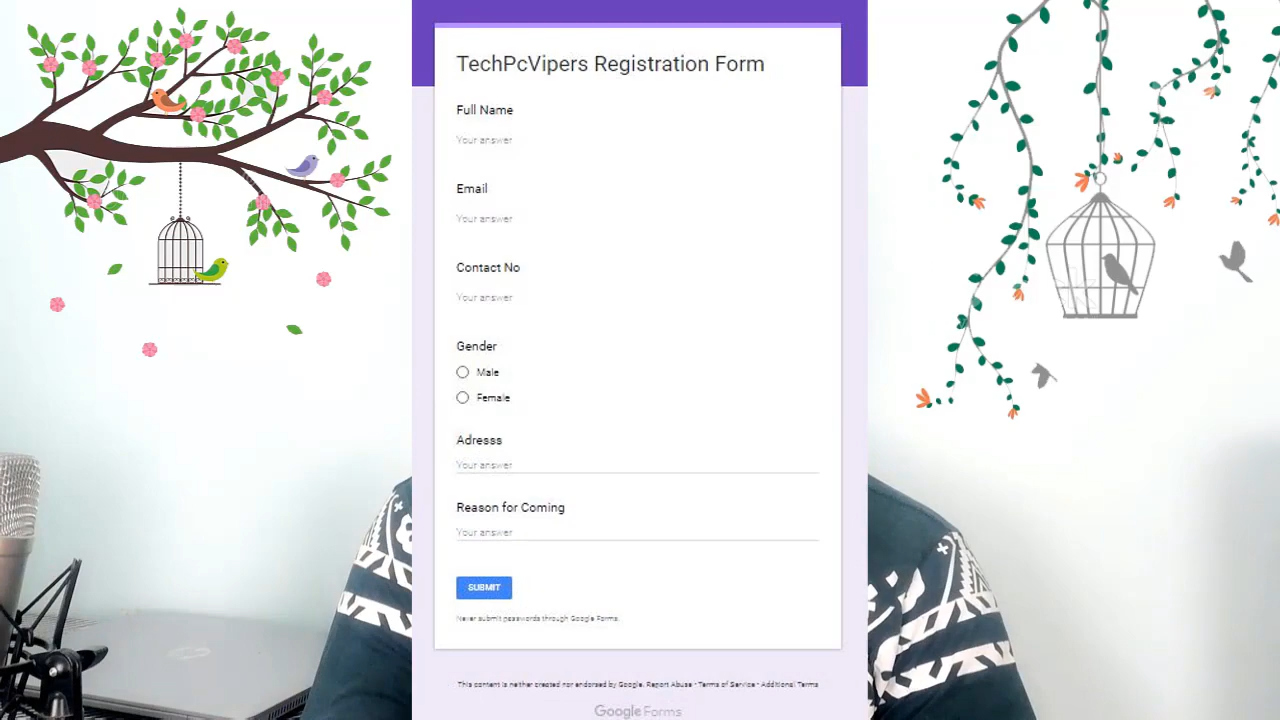 TechPcVipers Registration Form
Full Name
Your answer
Email
Your answer
Contact No
Your answer
Gender
Male
Female
Adresss
Your answer
Reason for Coming
Your answer
SUBMIT
Never submit passwords through Google Forms.
This content is neither created nor endorsed by Google. Report Abuse - Terms of Service - Additional Terms
Google Forms